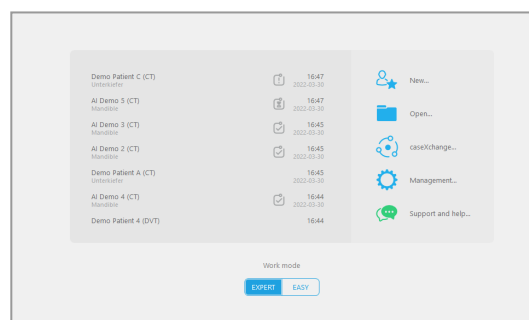 Demo Patient C (CT) 16:47
Unterkiefer 2022-03-30
AI Demo 5 (CT) 16:47
Mandible 2022-03-30
AI Demo 3 (CT) 16:45
Mandible 2022-03-30
AI Demo 2 (CT) 16:45
Mandible 2022-03-30
Demo Patient A (CT) 16:45
Unterkiefer 2022-03-30
AI Demo 4 (CT) 16:44
Mandible 2022-03-30
Demo Patient 4 (DVT) 16:44
New...
Open...
caseXchange...
Management...
Support and help...
Work mode
EXPERT EASY